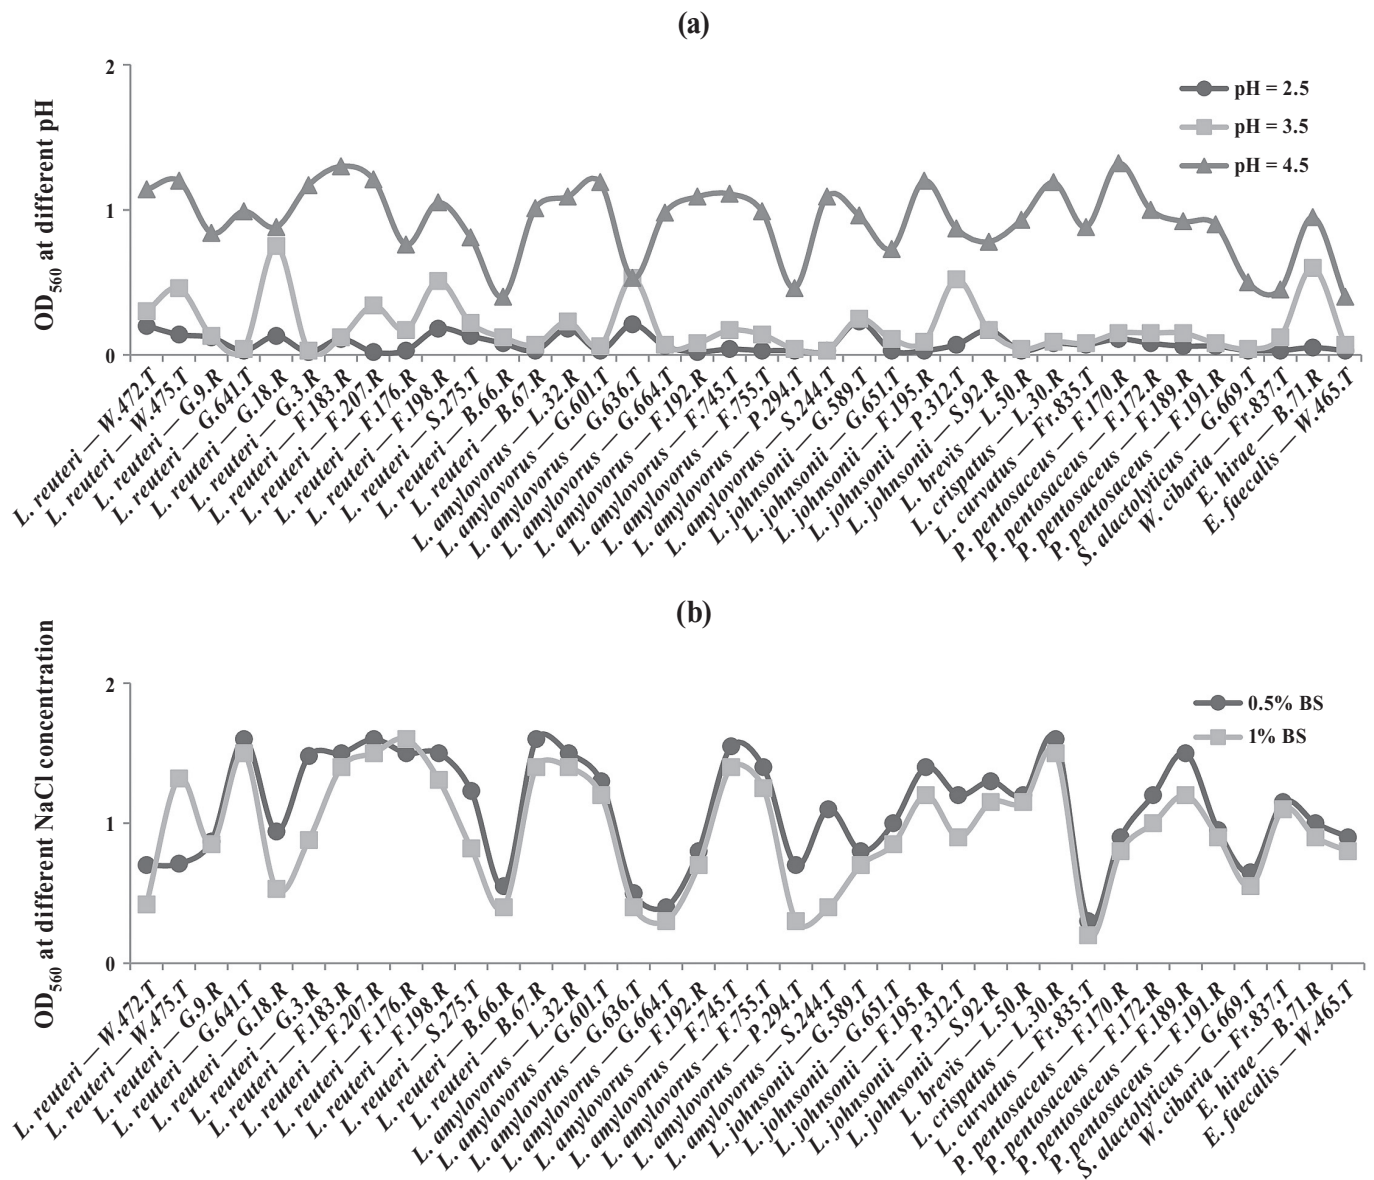 (a)
OD560 at different pH
2
1
0
pH = 2.5
pH = 3.5
pH = 4.5
L. reuteri — W.472.T
L. reuteri — W.475.T
L. reuteri — G.9.R
L. reuteri — G.641.T
L. reuteri — G.18.R
L. reuteri — G.3.R
L. reuteri — F.183.R
L. reuteri — F.207.R
L. reuteri — F.176.R
L. reuteri — F.198.R
L. reuteri — S.275.T
L. reuteri — B.66.R
L. reuteri — B.67.R
L. amylovorus — L.32.R
L. amylovorus — G.601.T
L. amylovorus — G.636.T
L. amylovorus — G.664.T
L. amylovorus — F.192.R
L. amylovorus — F.745.T
L. amylovorus — F.755.T
L. amylovorus — P.294.T
L. amylovorus — S.244.T
L. johnsonii — G.589.T
L. johnsonii — G.651.T
L. johnsonii — F.195.R
L. johnsonii — P.312.T
L. johnsonii — S.92.R
L. brevis — L.50.R
L. crispatus — L.30.R
L. curvatus — Fr.835.T
P. pentosaceus — F.170.R
P. pentosaceus — F.172.R
P. pentosaceus — F.189.R
P. pentosaceus — F.191.R
S. alactolyticus — G.669.T
W. cibaria — Fr.837.T
E. hirae — B.71.R
E. faecalis — W.465.T
(b)
OD560 at different NaCl concentration
2
1
0
0.5% BS
1% BS
L. reuteri — W.472.T
L. reuteri — W.475.T
L. reuteri — G.9.R
L. reuteri — G.641.T
L. reuteri — G.18.R
L. reuteri — G.3.R
L. reuteri — F.183.R
L. reuteri — F.207.R
L. reuteri — F.176.R
L. reuteri — F.198.R
L. reuteri — S.275.T
L. reuteri — B.66.R
L. reuteri — B.67.R
L. amylovorus — L.32.R
L. amylovorus — G.601.T
L. amylovorus — G.636.T
L. amylovorus — G.664.T
L. amylovorus — F.192.R
L. amylovorus — F.745.T
L. amylovorus — F.755.T
L. amylovorus — P.294.T
L. amylovorus — S.244.T
L. johnsonii — G.589.T
L. johnsonii — G.651.T
L. johnsonii — F.195.R
L. johnsonii — P.312.T
L. johnsonii — S.92.R
L. brevis — L.50.R
L. crispatus — L.30.R
L. curvatus — Fr.835.T
P. pentosaceus — F.170.R
P. pentosaceus — F.172.R
P. pentosaceus — F.189.R
P. pentosaceus — F.191.R
S. alactolyticus — G.669.T
W. cibaria — Fr.837.T
E. hirae — B.71.R
E. faecalis — W.465.T